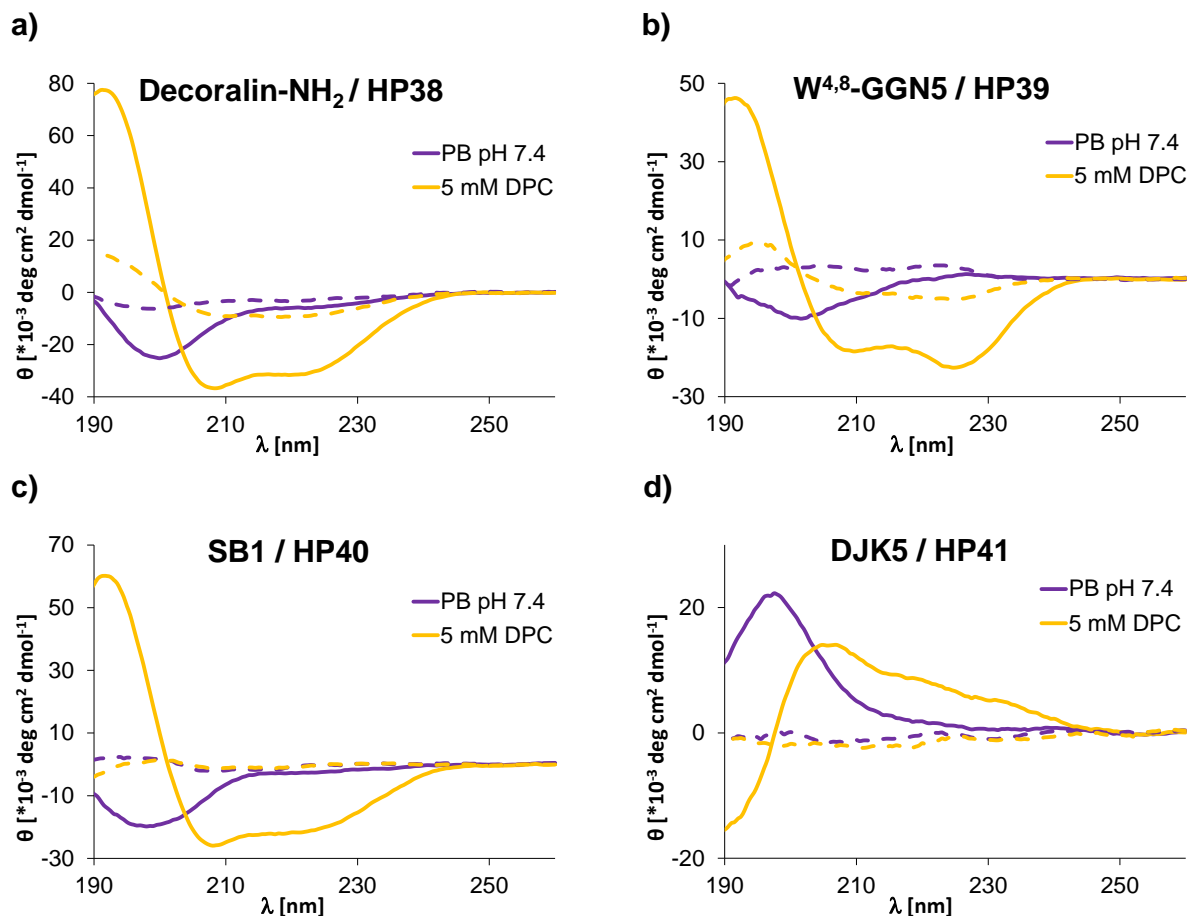 a)
Decoralin-NH₂ / HP38
PB pH 7.4
5 mM DPC
θ [*10⁻³ deg cm² dmol⁻¹]
80
60
40
20
0
-20
-40
190
210
230
250
λ [nm]
b)
W⁴,⁸-GGN5 / HP39
PB pH 7.4
5 mM DPC
θ [*10⁻³ deg cm² dmol⁻¹]
50
30
10
-10
-30
190
210
230
250
λ [nm]
c)
SB1 / HP40
PB pH 7.4
5 mM DPC
θ [*10⁻³ deg cm² dmol⁻¹]
70
50
30
10
-10
-30
190
210
230
250
λ [nm]
d)
DJK5 / HP41
PB pH 7.4
5 mM DPC
θ [*10⁻³ deg cm² dmol⁻¹]
20
0
-20
190
210
230
250
λ [nm]